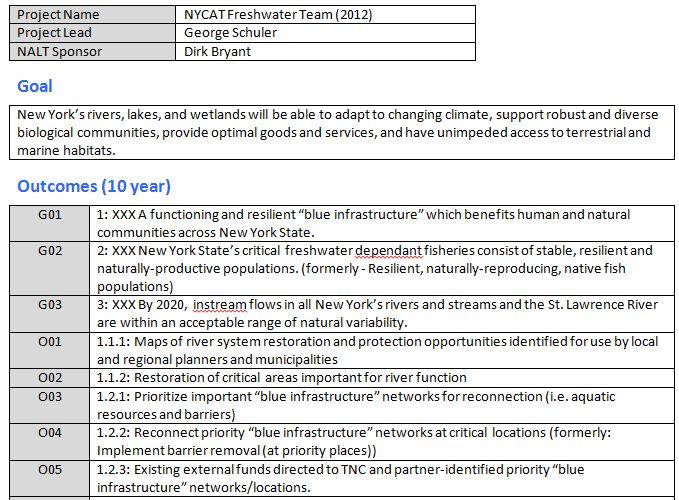 Project Name NYCAT Freshwater Team (2012)
Project Lead George Schuler
NALT Sponsor Dirk Bryant
Goal
New York’s rivers, lakes, and wetlands will be able to adapt to changing climate, support robust and diverse
biological communities, provide optimal goods and services, and have unimpeded access to terrestrial and
marine habitats.
Outcomes (10 year)
G01 1: XXX A functioning and resilient “blue infrastructure” which benefits human and natural
communities across New York State.
G02 2: XXX New York State’s critical freshwater dependant fisheries consist of stable, resilient and
naturally-productive populations. (formerly - Resilient, naturally-reproducing, native fish
populations)
G03 3: XXX By 2020, instream flows in all New York’s rivers and streams and the St. Lawrence River
are within an acceptable range of natural variability.
O01 1.1.1: Maps of river system restoration and protection opportunities identified for use by local
and regional planners and municipalities
O02 1.1.2: Restoration of critical areas important for river function
O03 1.2.1: Prioritize important “blue infrastructure” networks for reconnection (i.e. aquatic
resources and barriers)
O04 1.2.2: Reconnect priority “blue infrastructure” networks at critical locations (formerly:
Implement barrier removal (at priority places))
O05 1.2.3: Existing external funds directed to TNC and partner-identified priority “blue
infrastructure” networks/locations.